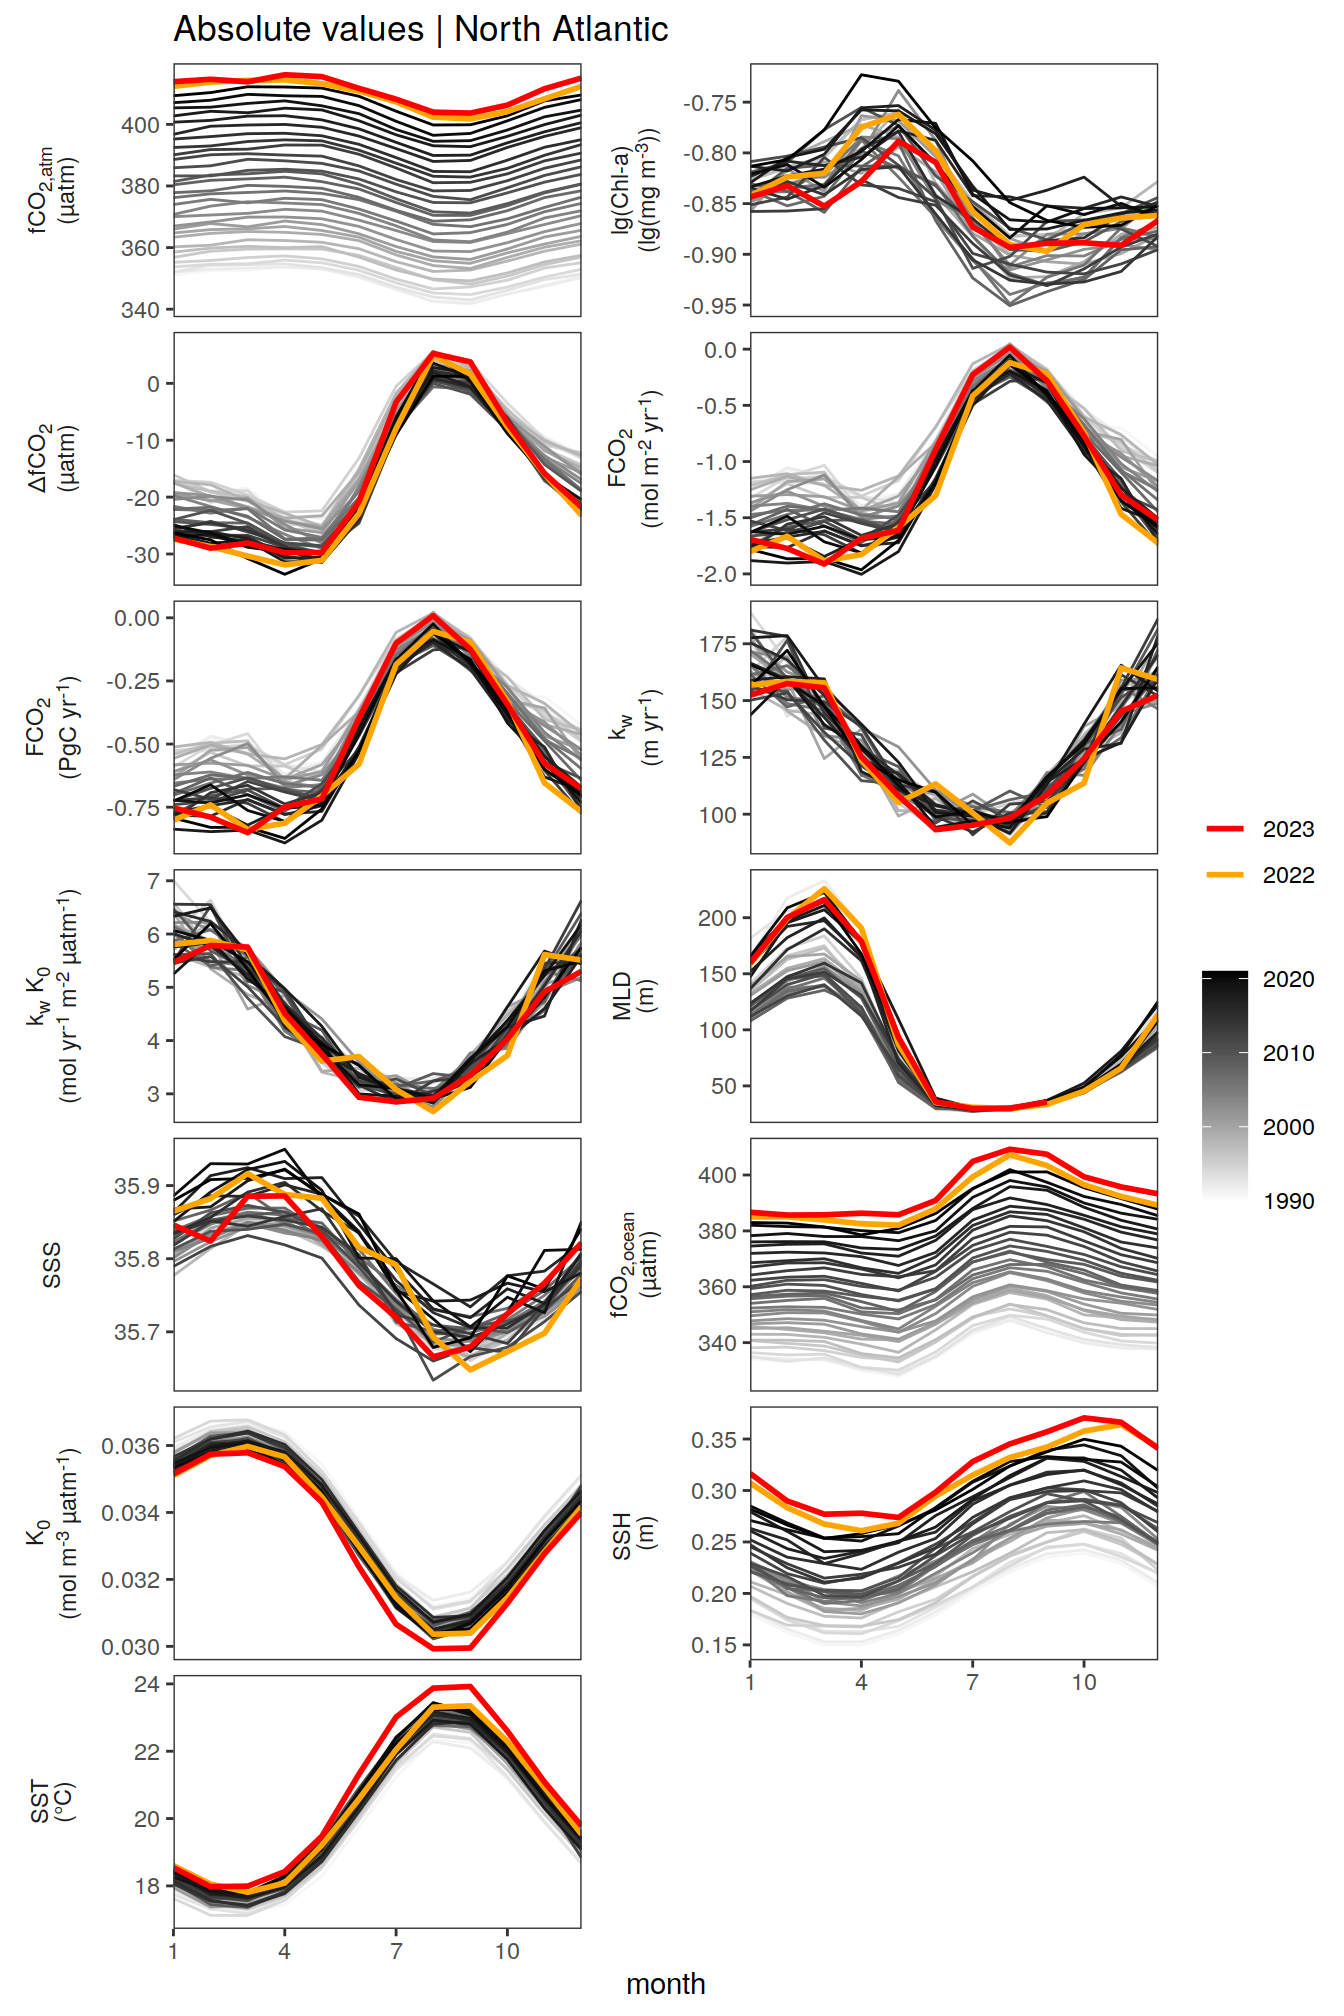 Absolute values | North Atlantic
fCO2,atm
(µatm)
400
380
360
340
lg(Chl-a)
(lg(mg m-3))
-0.75
-0.80
-0.85
-0.90
-0.95
ΔfCO2
(µatm)
0
-10
-20
-30
FCO2
(mol m-2 yr-1)
0.0
-0.5
-1.0
-1.5
-2.0
FCO2
(PgC yr-1)
0.00
-0.25
-0.50
-0.75
kw
(m yr-1)
175
150
125
100
kw K0
(mol yr-1 m-2 µatm-1)
7
6
5
4
3
MLD
(m)
200
150
100
50
SSS
35.9
35.8
35.7
fCO2,ocean
(µatm)
400
380
360
340
K0
(mol m-3 µatm-1)
0.036
0.034
0.032
0.030
SSH
(m)
0.35
0.30
0.25
0.20
0.15
1 4 7 10
SST
(°C)
24
22
20
18
1 4 7 10
month
2023
2022
2020
2010
2000
1990